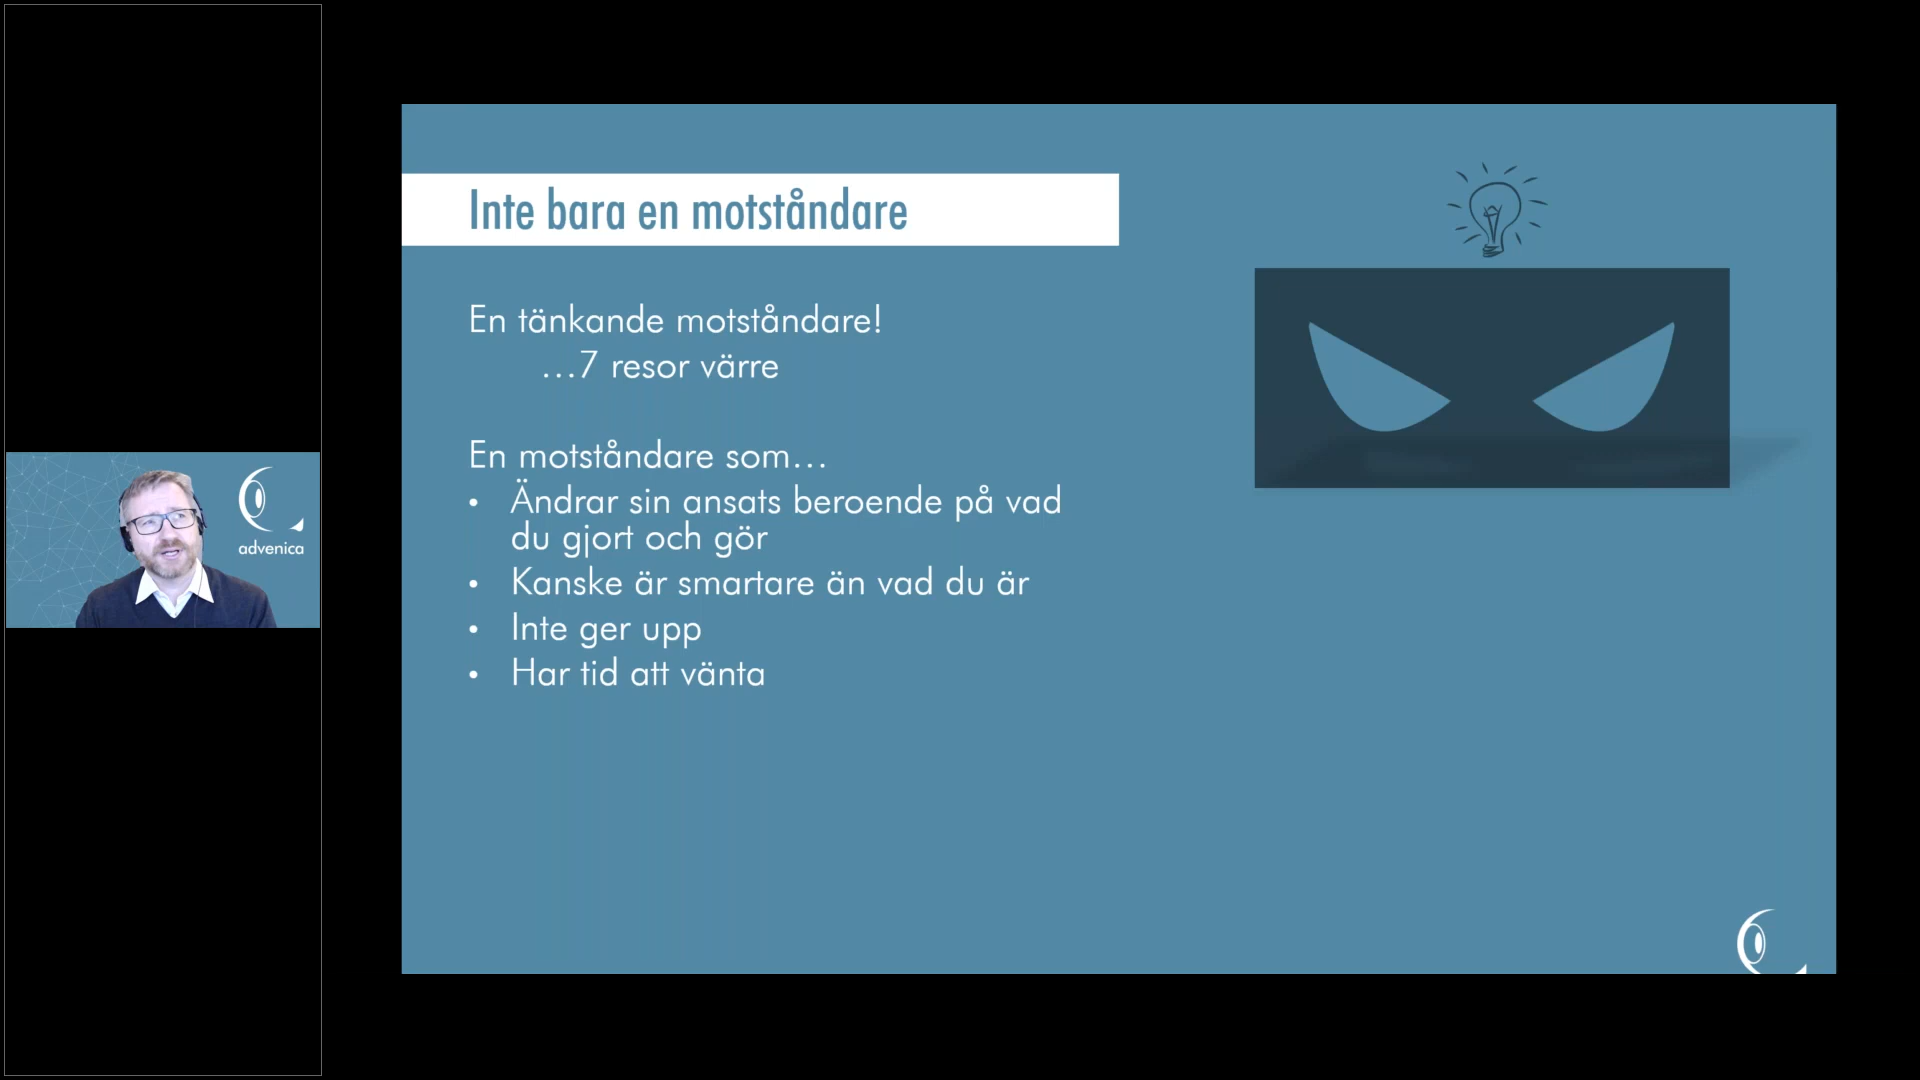 Inte bara en motståndare
En tänkande motståndare!
...7 resor värre
En motståndare som...
• Ändrar sin ansats beroende på vad
du gjort och gör
• Kanske är smartare än vad du är
• Inte ger upp
• Har tid att vänta
advenica